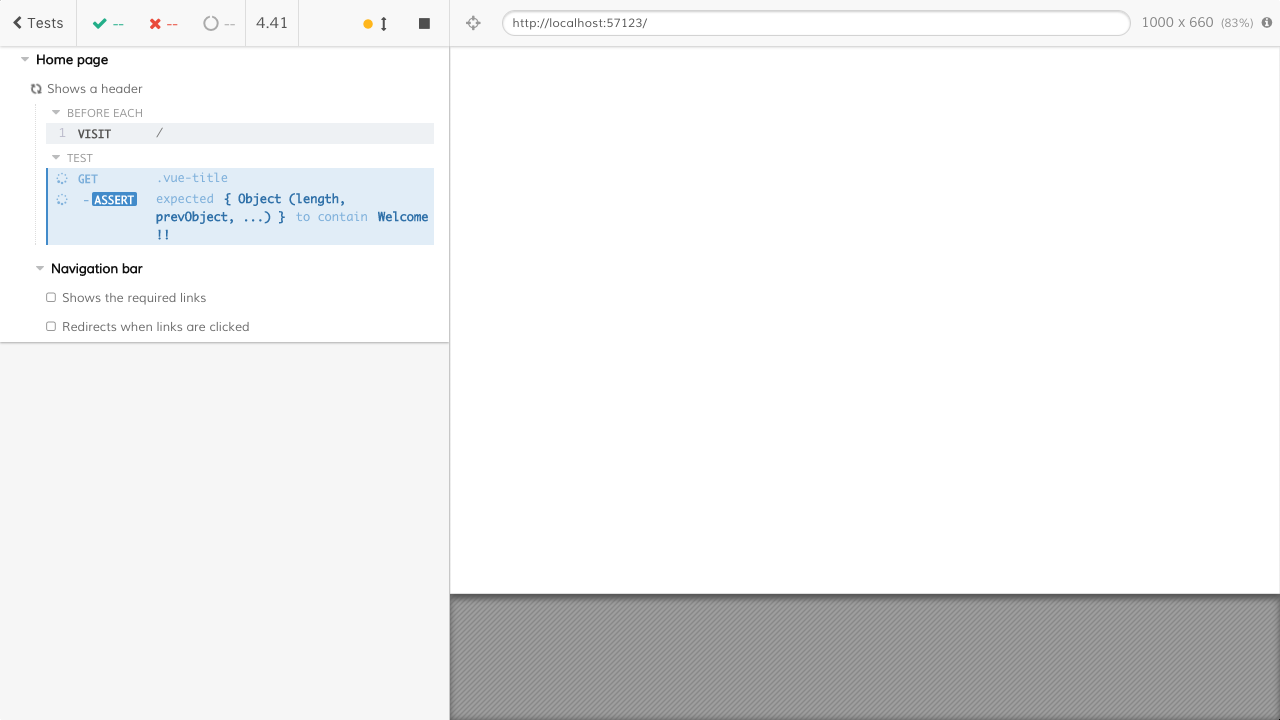 Tests -- -- -- 4.41
http://localhost:57123/ 1000 x 660 (83%)
Home page
Shows a header
BEFORE EACH
1 VISIT /
TEST
GET .vue-title
- ASSERT expected { Object (length,
prevObject, ...) } to contain Welcome
!!
Navigation bar
Shows the required links
Redirects when links are clicked